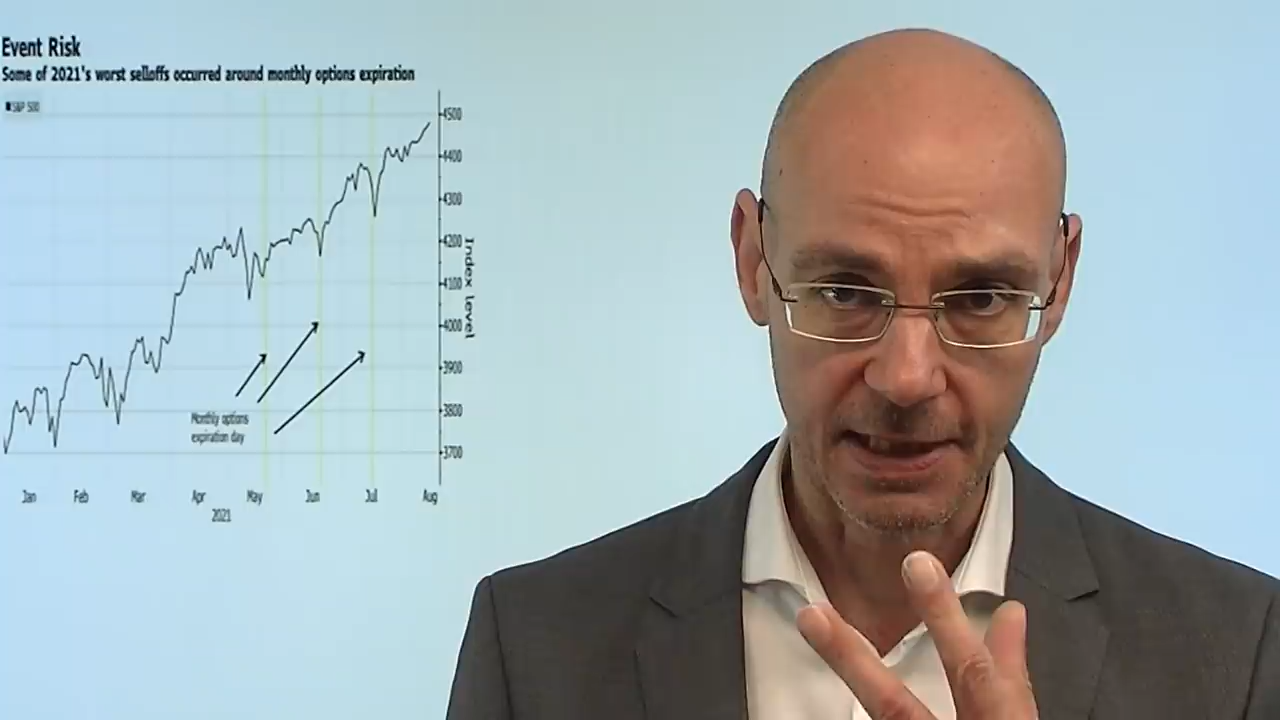 Event Risk
Some of 2021's worst selloffs occurred around monthly options expiration
S&P 500
4500
4400
4300
4200
4100
4000
3900
3800
3700
Index level
Monthly options
expiration day
Jan Feb Mar Apr May Jun Jul Aug
2021